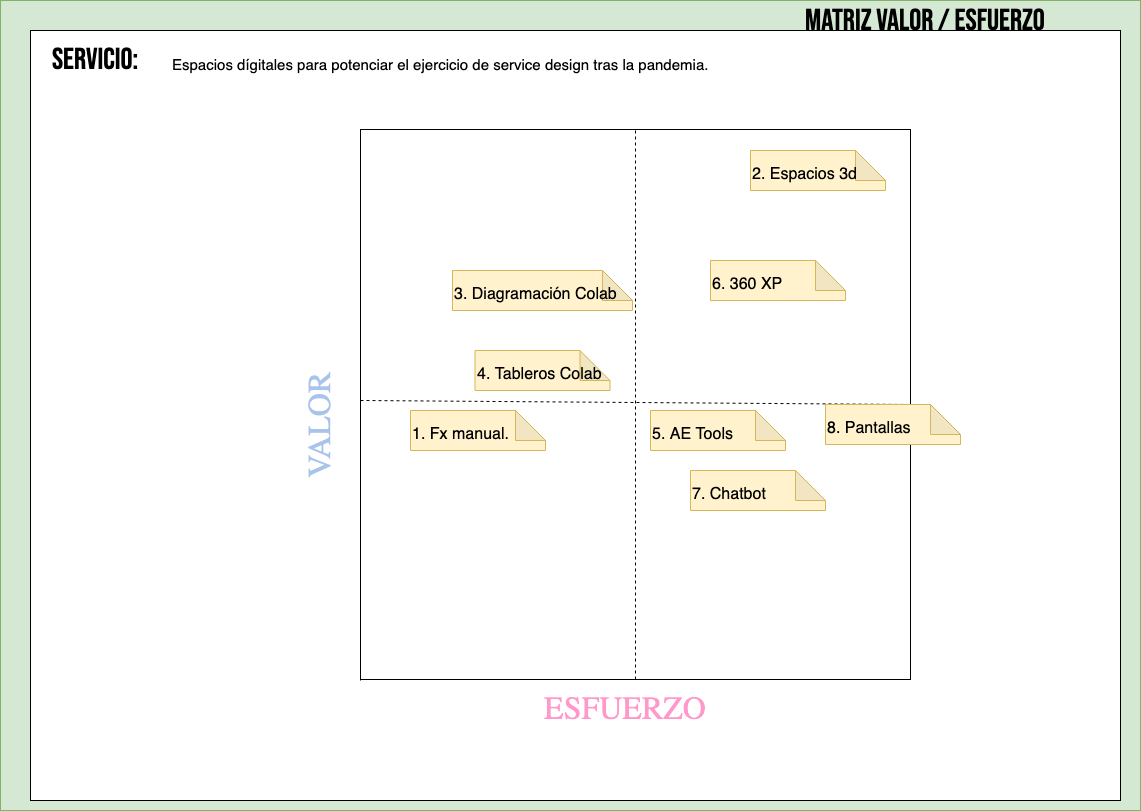 MATRIZ VALOR / ESFUERZO
SERVICIO:
Espacios dígitales para potenciar el ejercicio de service design tras la pandemia.
2. Espacios 3d
3. Diagramación Colab
6. 360 XP
4. Tableros Colab
VALOR
1. Fx manual.
5. AE Tools
8. Pantallas
7. Chatbot
ESFUERZO